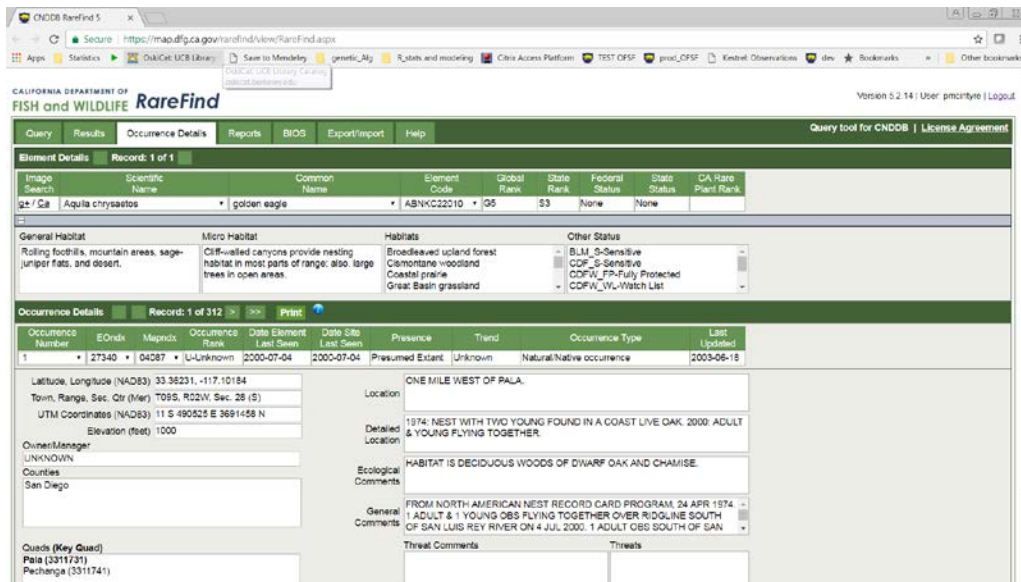 CNDDB RareFind 5
Secure https://map.dfg.ca.gov/rarefind/view/RareFind.aspx
Apps Statistics OskiCat: UCB Library Save to Mendeley genetic_Alg R_stats and modeling Citrix Access Platform TEST OFSF prod_OFSF Kestrel Observations dev Bookmarks » Other bookmarks
OskiCat: UCB Library Catalog
oskicat.berkeley.edu
CALIFORNIA DEPARTMENT OF
FISH and WILDLIFE RareFind
Version 5.2.14 | User: pmcintyre | Logout
Query Results Occurrence Details Reports BIOS Export/Import Help Query tool for CNDDB | License Agreement
Element Details Record: 1 of 1
Image Search Scientific Name Common Name Element Code Global Rank State Rank Federal Status State Status CA Rare Plant Rank
g+ / Ca Aquila chrysaetos golden eagle ABNKC22010 G5 S3 None None
General Habitat Micro Habitat Habitats Other Status
Rolling foothills, mountain areas, sage-
juniper flats, and desert.
Cliff-walled canyons provide nesting
habitat in most parts of range; also, large
trees in open areas.
Broadleaved upland forest
Cismontane woodland
Coastal prairie
Great Basin grassland
BLM_S-Sensitive
CDF_S-Sensitive
CDFW_FP-Fully Protected
CDFW_WL-Watch List
Occurrence Details Record: 1 of 312 > >> Print
Occurrence Number EOndx Mapndx Occurrence Rank Date Element Last Seen Date Site Last Seen Presence Trend Occurrence Type Last Updated
1 27340 04087 U-Unknown 2000-07-04 2000-07-04 Presumed Extant Unknown Natural/Native occurrence 2003-06-18
Latitude, Longitude (NAD83) 33.36231, -117.10184
Town, Range, Sec, Qtr (Mer) T09S, R02W, Sec. 28 (S)
UTM Coordinates (NAD83) 11 S 490525 E 3691458 N
Elevation (feet) 1000
Owner/Manager
UNKNOWN
Counties
San Diego
Quads (Key Quad)
Pala (3311731)
Pechanga (3311741)
Location
ONE MILE WEST OF PALA.
Detailed Location
1974: NEST WITH TWO YOUNG FOUND IN A COAST LIVE OAK. 2000: ADULT
& YOUNG FLYING TOGETHER.
Ecological Comments
HABITAT IS DECIDUOUS WOODS OF DWARF OAK AND CHAMISE.
General Comments
FROM NORTH AMERICAN NEST RECORD CARD PROGRAM, 24 APR 1974.
1 ADULT & 1 YOUNG OBS FLYING TOGETHER OVER RIDGLINE SOUTH
OF SAN LUIS REY RIVER ON 4 JUL 2000. 1 ADULT OBS SOUTH OF SAN
Threat Comments Threats